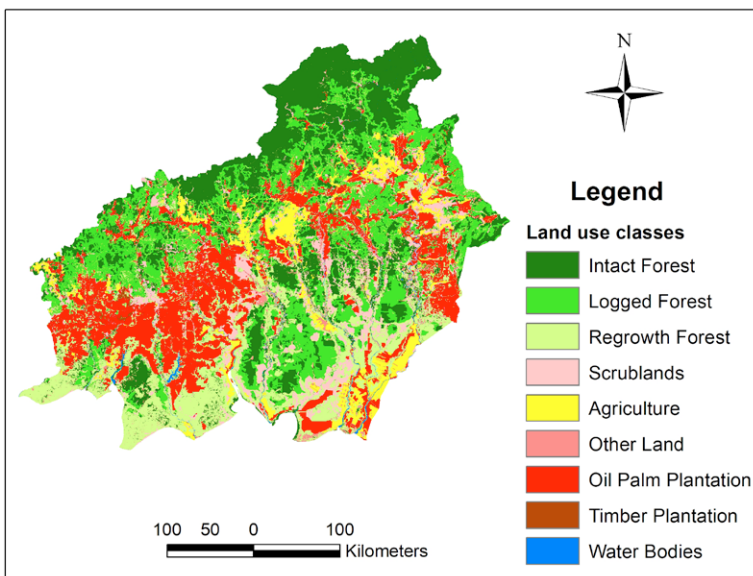 N
Legend
Land use classes
Intact Forest
Logged Forest
Regrowth Forest
Scrublands
Agriculture
Other Land
Oil Palm Plantation
Timber Plantation
Water Bodies
100 50 0 100
Kilometers